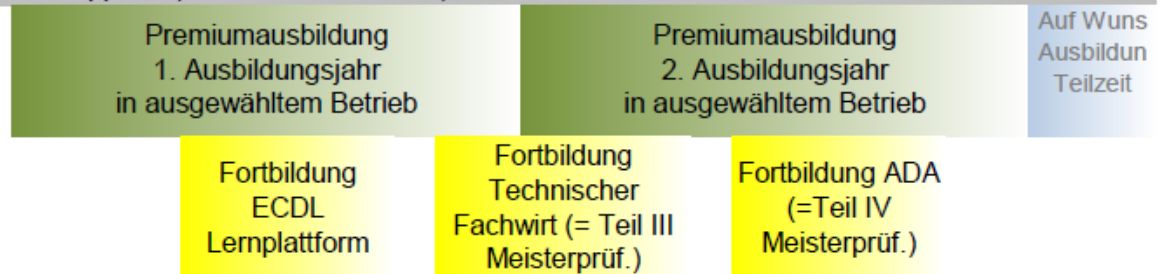 Premiumausbildung
1. Ausbildungsjahr
in ausgewähltem Betrieb
Premiumausbildung
2. Ausbildungsjahr
in ausgewähltem Betrieb
Auf Wuns
Ausbildun
Teilzeit
Fortbildung
ECDL
Lernplattform
Fortbildung
Technischer
Fachwirt (= Teil III
Meisterprüf.)
Fortbildung ADA
(=Teil IV
Meisterprüf.)